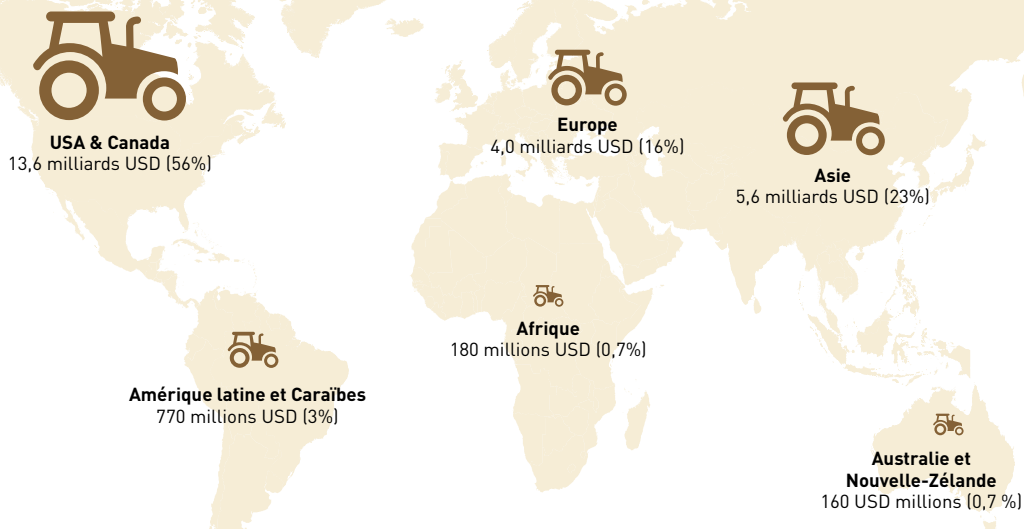 USA & Canada
13,6 milliards USD (56%)
Europe
4,0 milliards USD (16%)
Asie
5,6 milliards USD (23%)
Afrique
180 millions USD (0,7%)
Amérique latine et Caraïbes
770 millions USD (3%)
Australie et
Nouvelle-Zélande
160 USD millions (0,7 %)